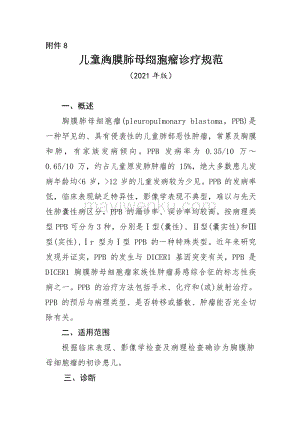 附件 8
儿童胸膜肺母细胞瘤诊疗规范
（2021 年版）
一、概述
胸膜肺母细胞瘤(pleuropulmonary blastoma, PPB)是
一种罕见的、具有侵袭性的儿童肺部恶性肿瘤，常累及胸膜
和肺，有家族发病倾向。PPB 发病率为 0.35/10 万～
0.65/10 万，约占儿童原发肺肿瘤的 15%，绝大多数患儿发
病年龄均<6 岁，>12 岁的儿童发病较为少见。PPB 的发病率
低，临床表现缺乏特异性，影像学表现不典型，难以与先天
性肺囊性病区分，PPB 的漏诊率、误诊率均较高。按病理类
型 PPB 可分为 3 种，分别是Ⅰ型(囊性)、Ⅱ型(囊实性)和Ⅲ
型(实性)，Ⅰr 型为Ⅰ型 PPB 的一种特殊类型。近年来研究
发现并证实，PPB 的发生与 DICER1 基因突变有关，PPB 是
DICER1 胸膜肺母细胞瘤家族性肿瘤易感综合征的标志性疾
病之一。PPB 的治疗方法包括手术、化疗和(或)放射治疗。
PPB 的预后与病理类型、是否转移或播散、肿瘤能否完全切
除有关。
二、适用范围
根据临床表现、影像学检查及病理检查确诊为胸膜肺
母细胞瘤的初诊患儿。
三、诊断